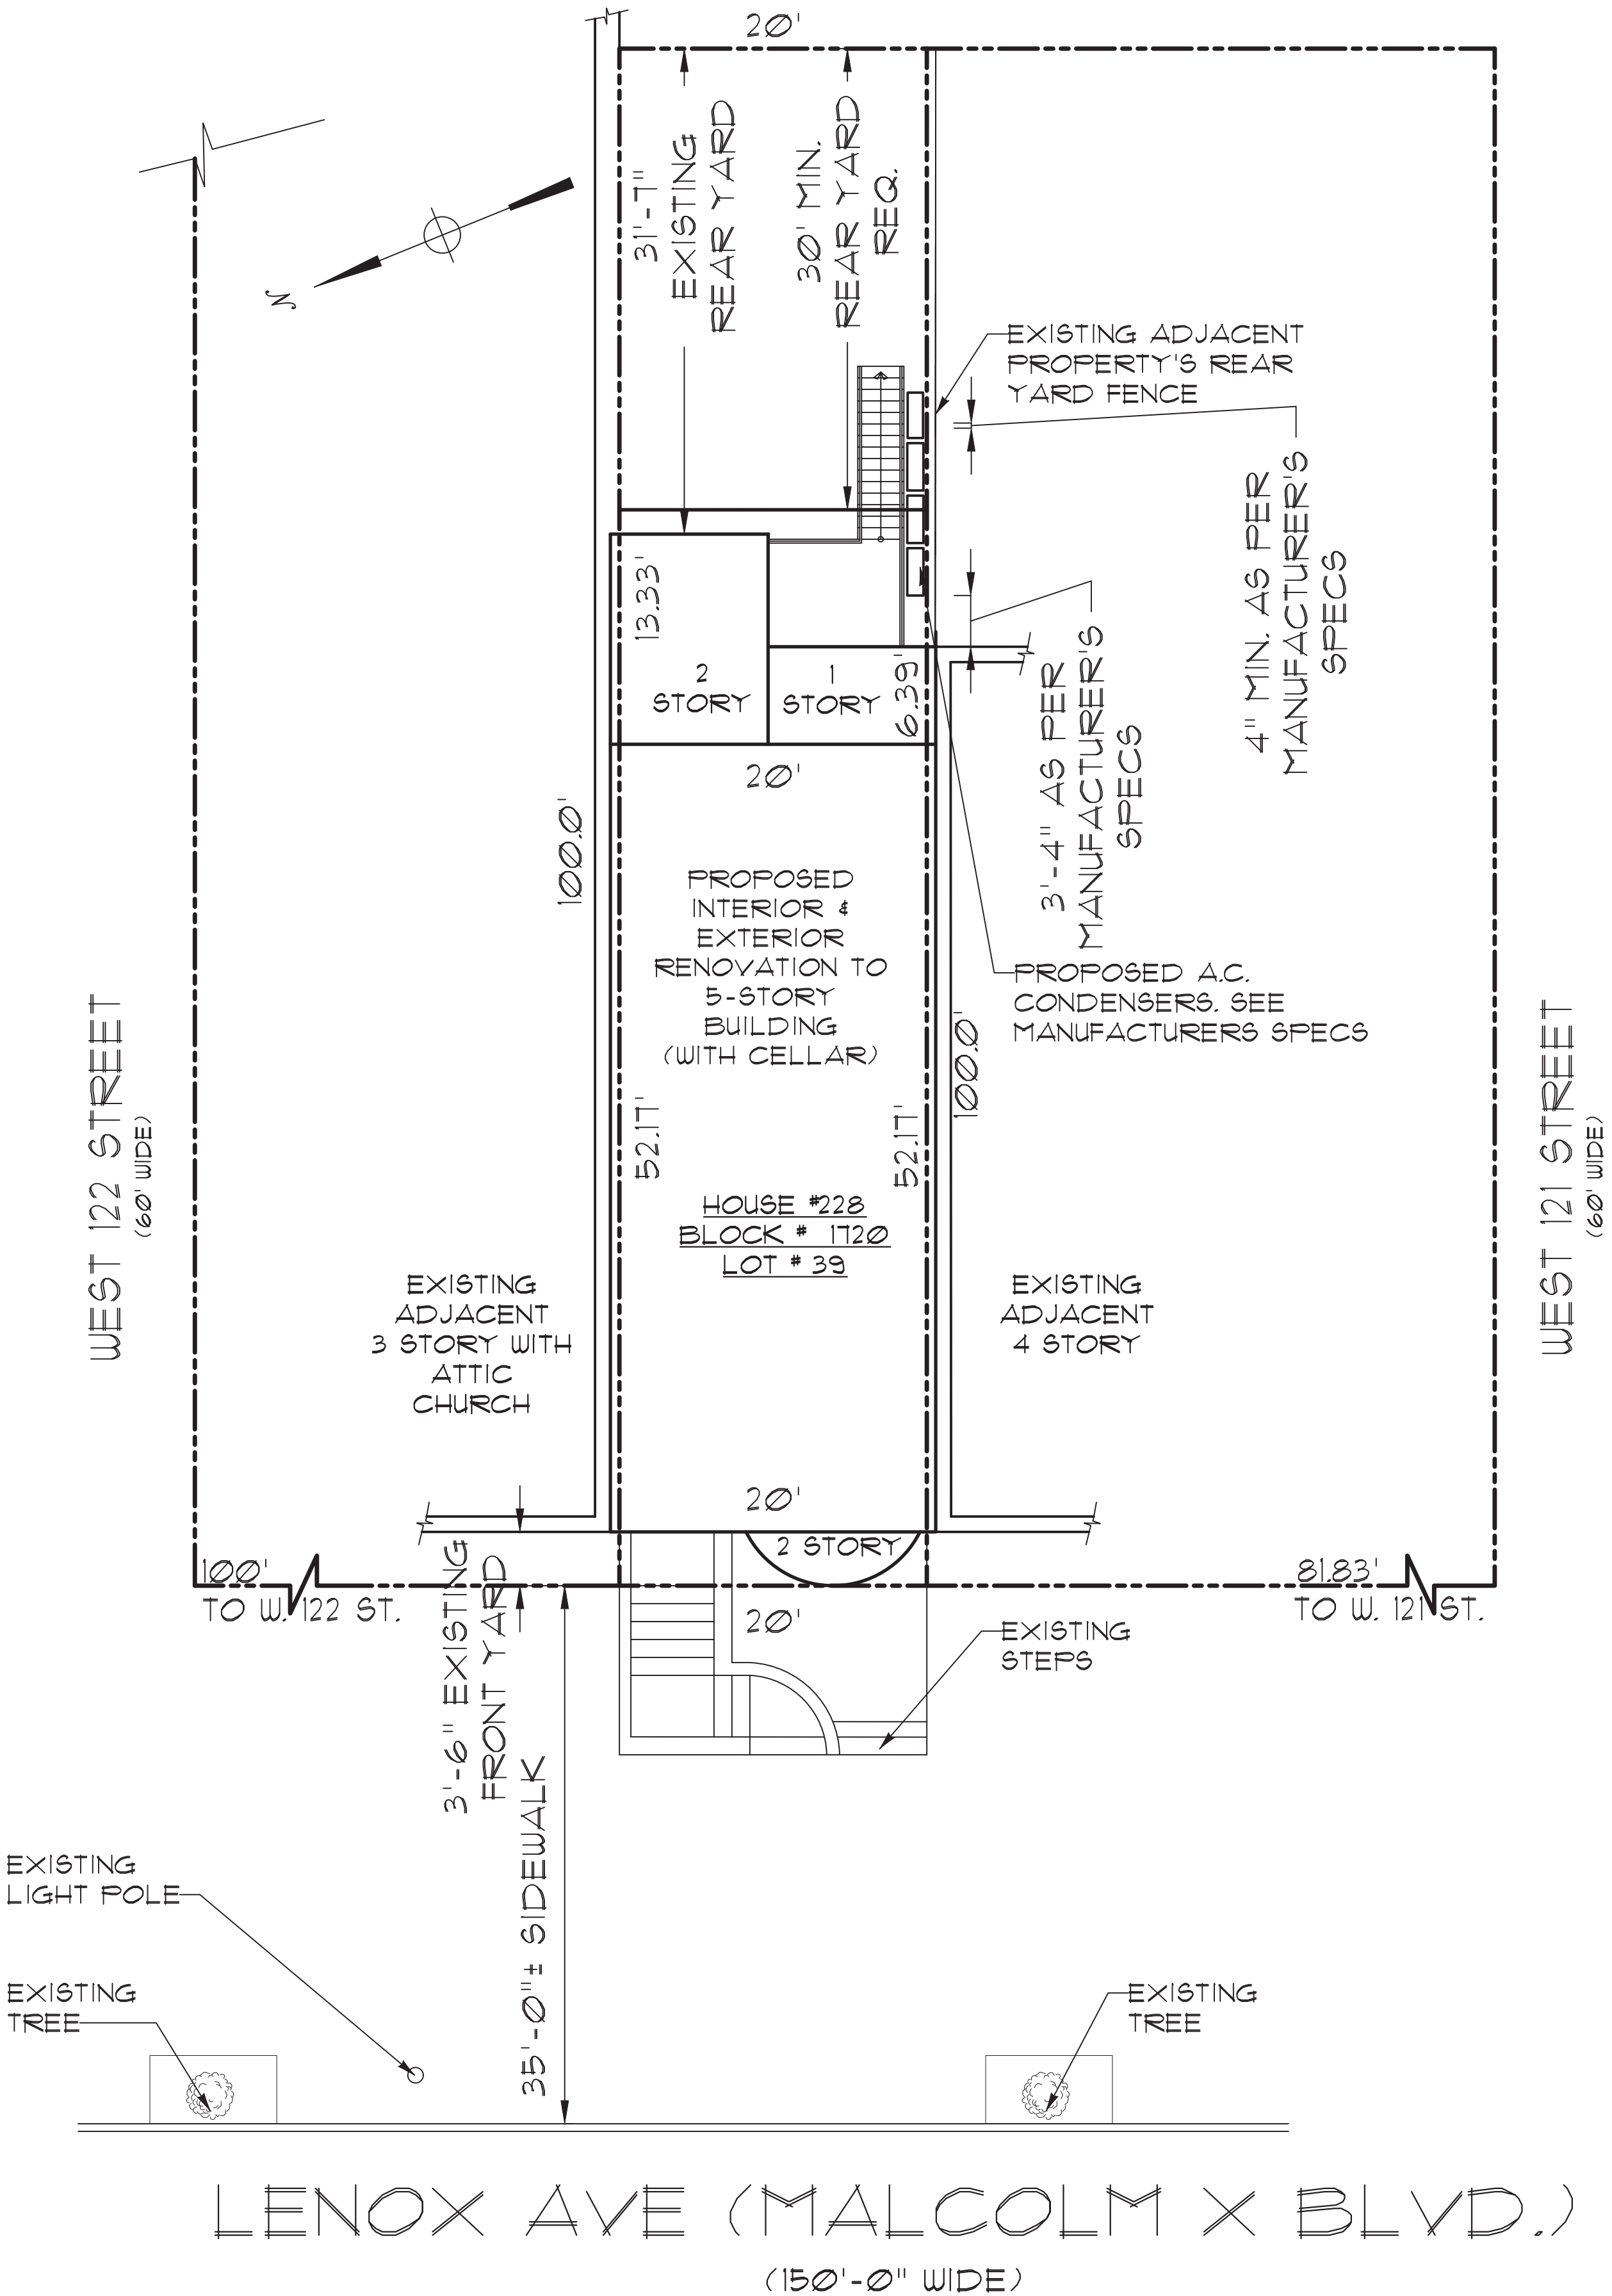 20'
31'-7"
EXISTING
REAR YARD
30' MIN.
REAR YARD
REQ.
N
EXISTING ADJACENT
PROPERTY'S REAR
YARD FENCE
4" MIN. AS PER
MANUFACTURER'S
SPECS
3'-4" AS PER
MANUFACTURER'S
SPECS
13.33'
2
STORY
1
STORY
6.39'
20'
100.0'
PROPOSED
INTERIOR &
EXTERIOR
RENOVATION TO
5-STORY
BUILDING
(WITH CELLAR)
PROPOSED A.C.
CONDENSERS. SEE
MANUFACTURERS SPECS
100.0'
52.17'
52.17'
WEST 122 STREET
(60' WIDE)
WEST 121 STREET
(60' WIDE)
HOUSE #228
BLOCK # 1720
LOT # 39
EXISTING
ADJACENT
3 STORY WITH
ATTIC
CHURCH
EXISTING
ADJACENT
4 STORY
20'
2 STORY
100'
TO W. 122 ST.
81.83'
TO W. 121 ST.
3'-6" EXISTING
FRONT YARD
20'
EXISTING
STEPS
35'-0"± SIDEWALK
EXISTING
LIGHT POLE
EXISTING
TREE
EXISTING
TREE
LENOX AVE (MALCOLM X BLVD.)
(150'-0" WIDE)